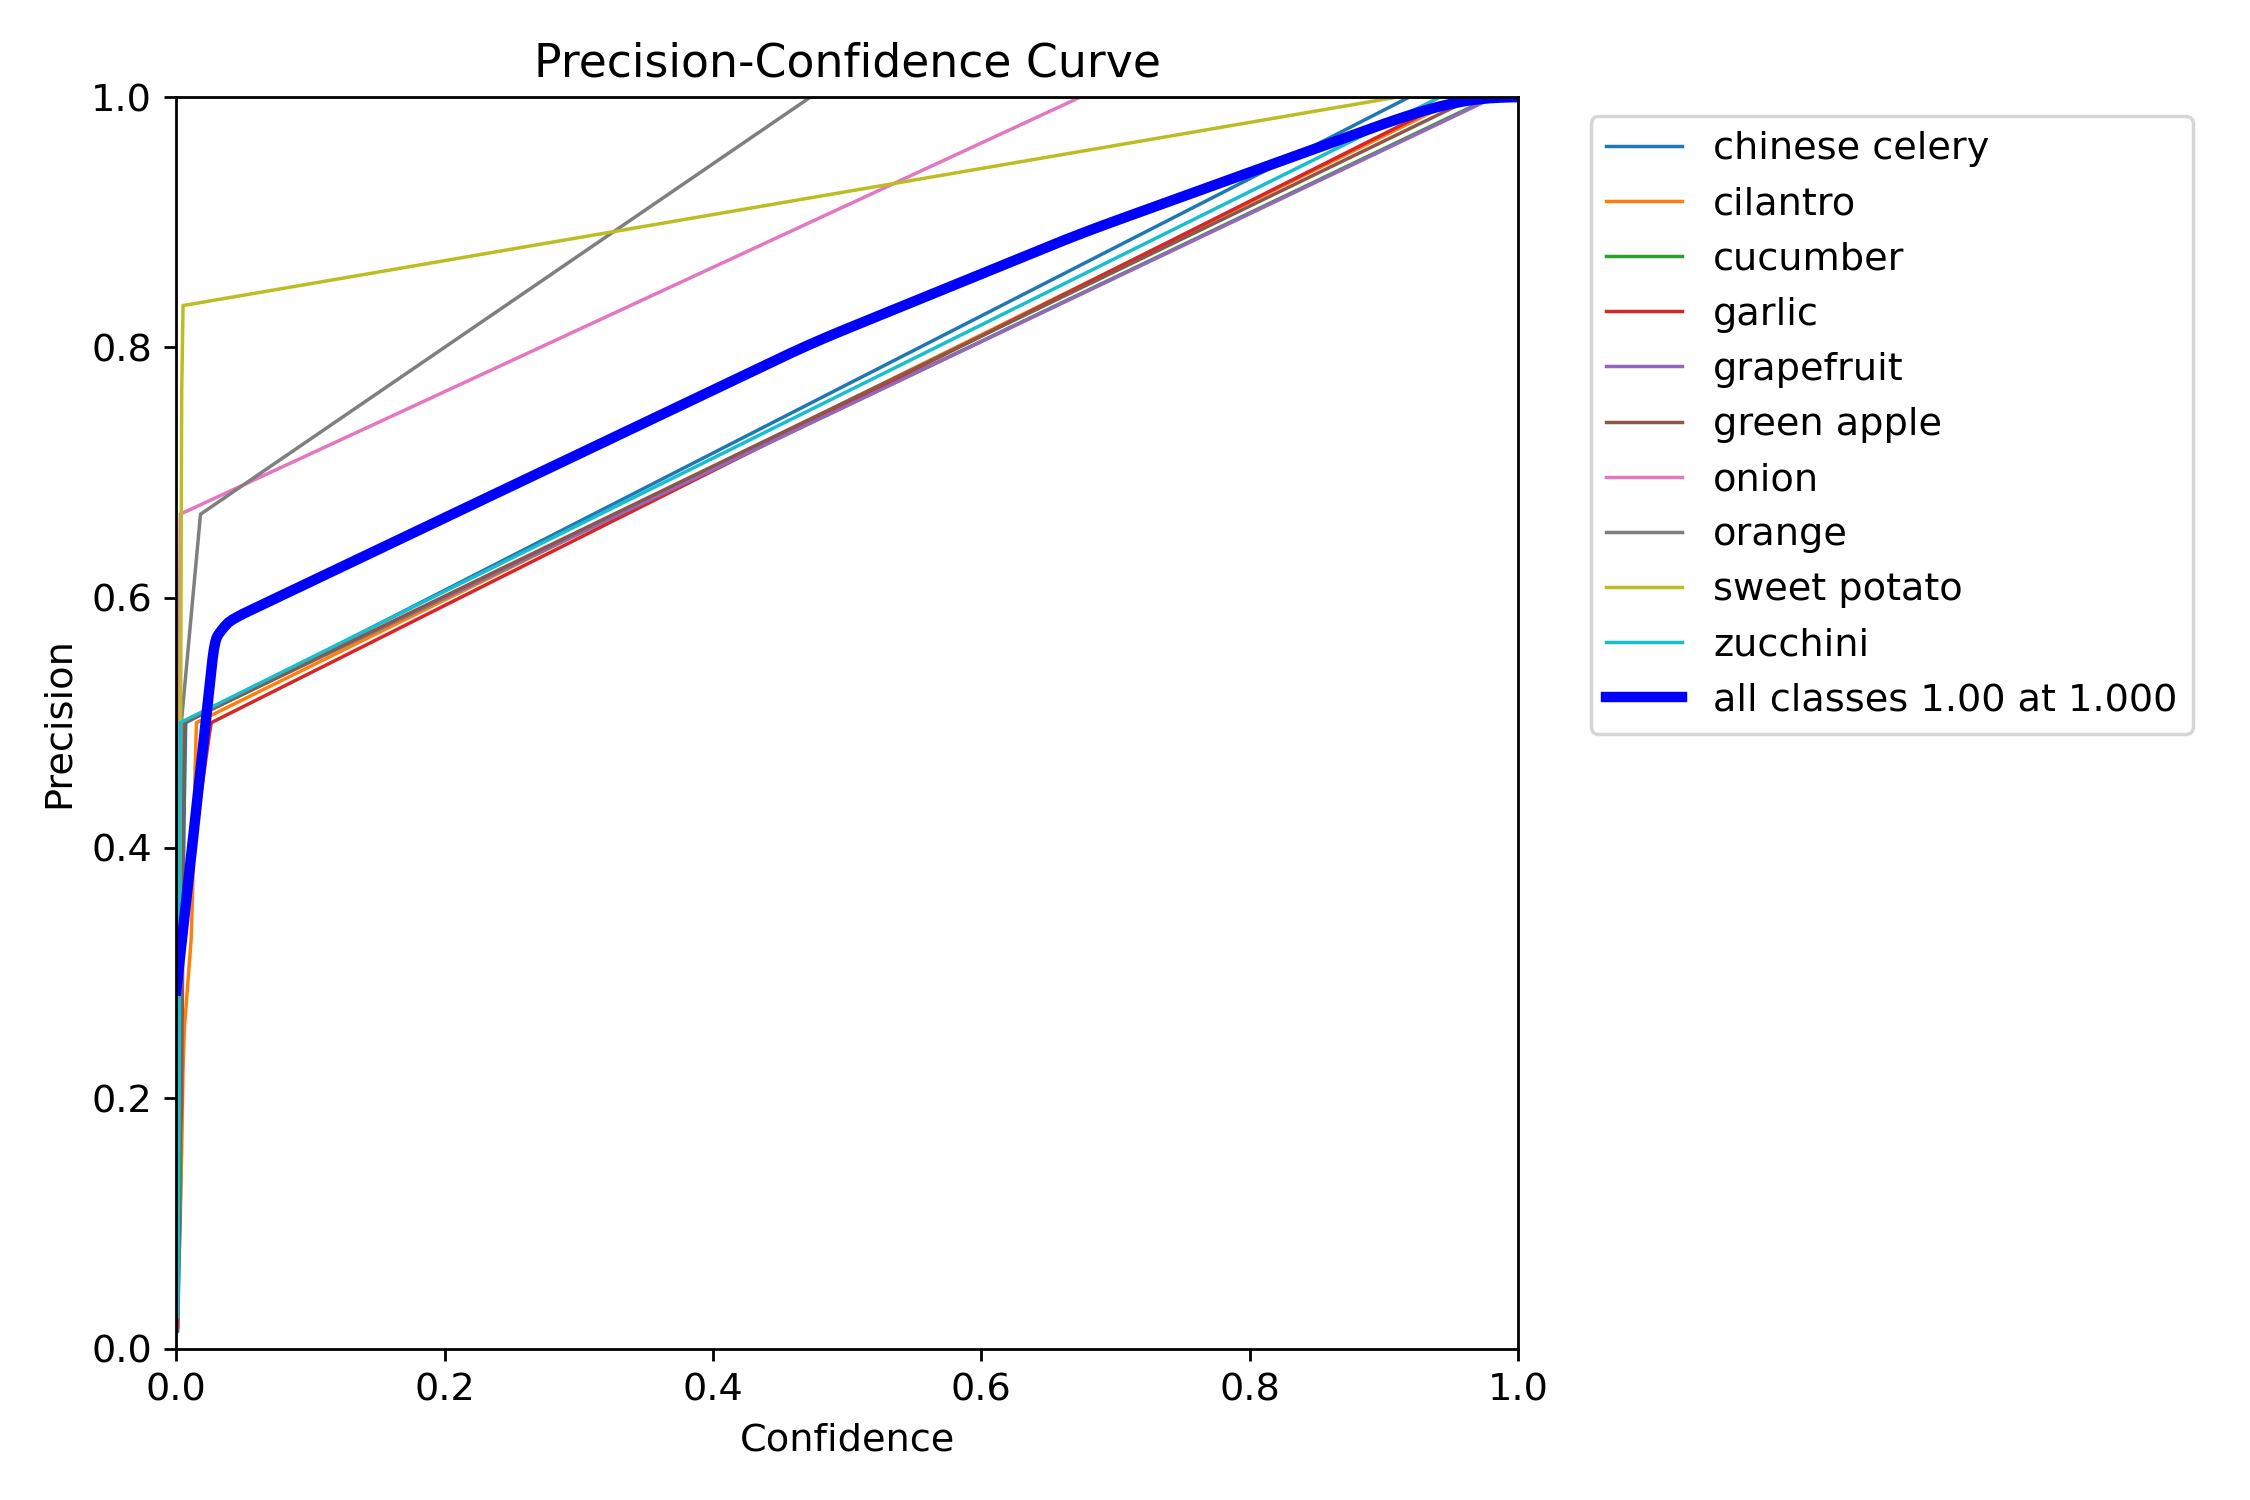 Precision-Confidence Curve
1.0
0.8
0.6
0.4
0.2
0.0
Precision
0.0 0.2 0.4 0.6 0.8 1.0
Confidence
chinese celery
cilantro
cucumber
garlic
grapefruit
green apple
onion
orange
sweet potato
zucchini
all classes 1.00 at 1.000